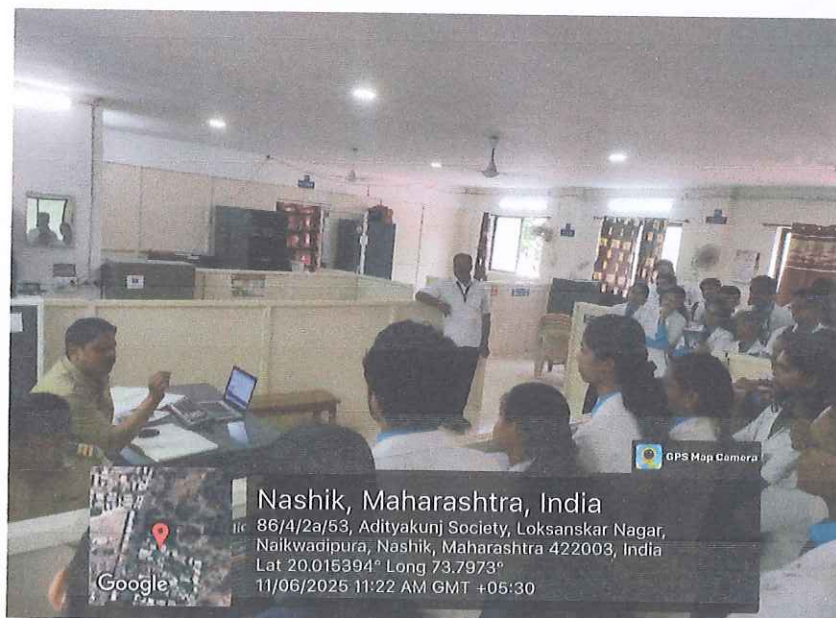 GPS Map Camera
Nashik, Maharashtra, India
86/4/2a/53, Adityakunj Society, Loksanskar Nagar,
Naikwadipura, Nashik, Maharashtra 422003, India
Lat 20.015394° Long 73.7973°
11/06/2025 11:22 AM GMT +05:30
Google